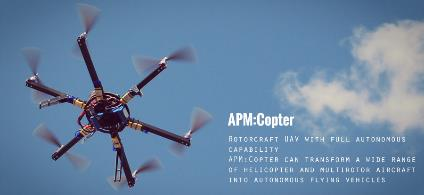 APM:Copter
Rotorcraft UAV with full autonomous
capability
APM:Copter can transform a wide range
of helicopter and multirotor aircraft
into autonomous flying vehicles